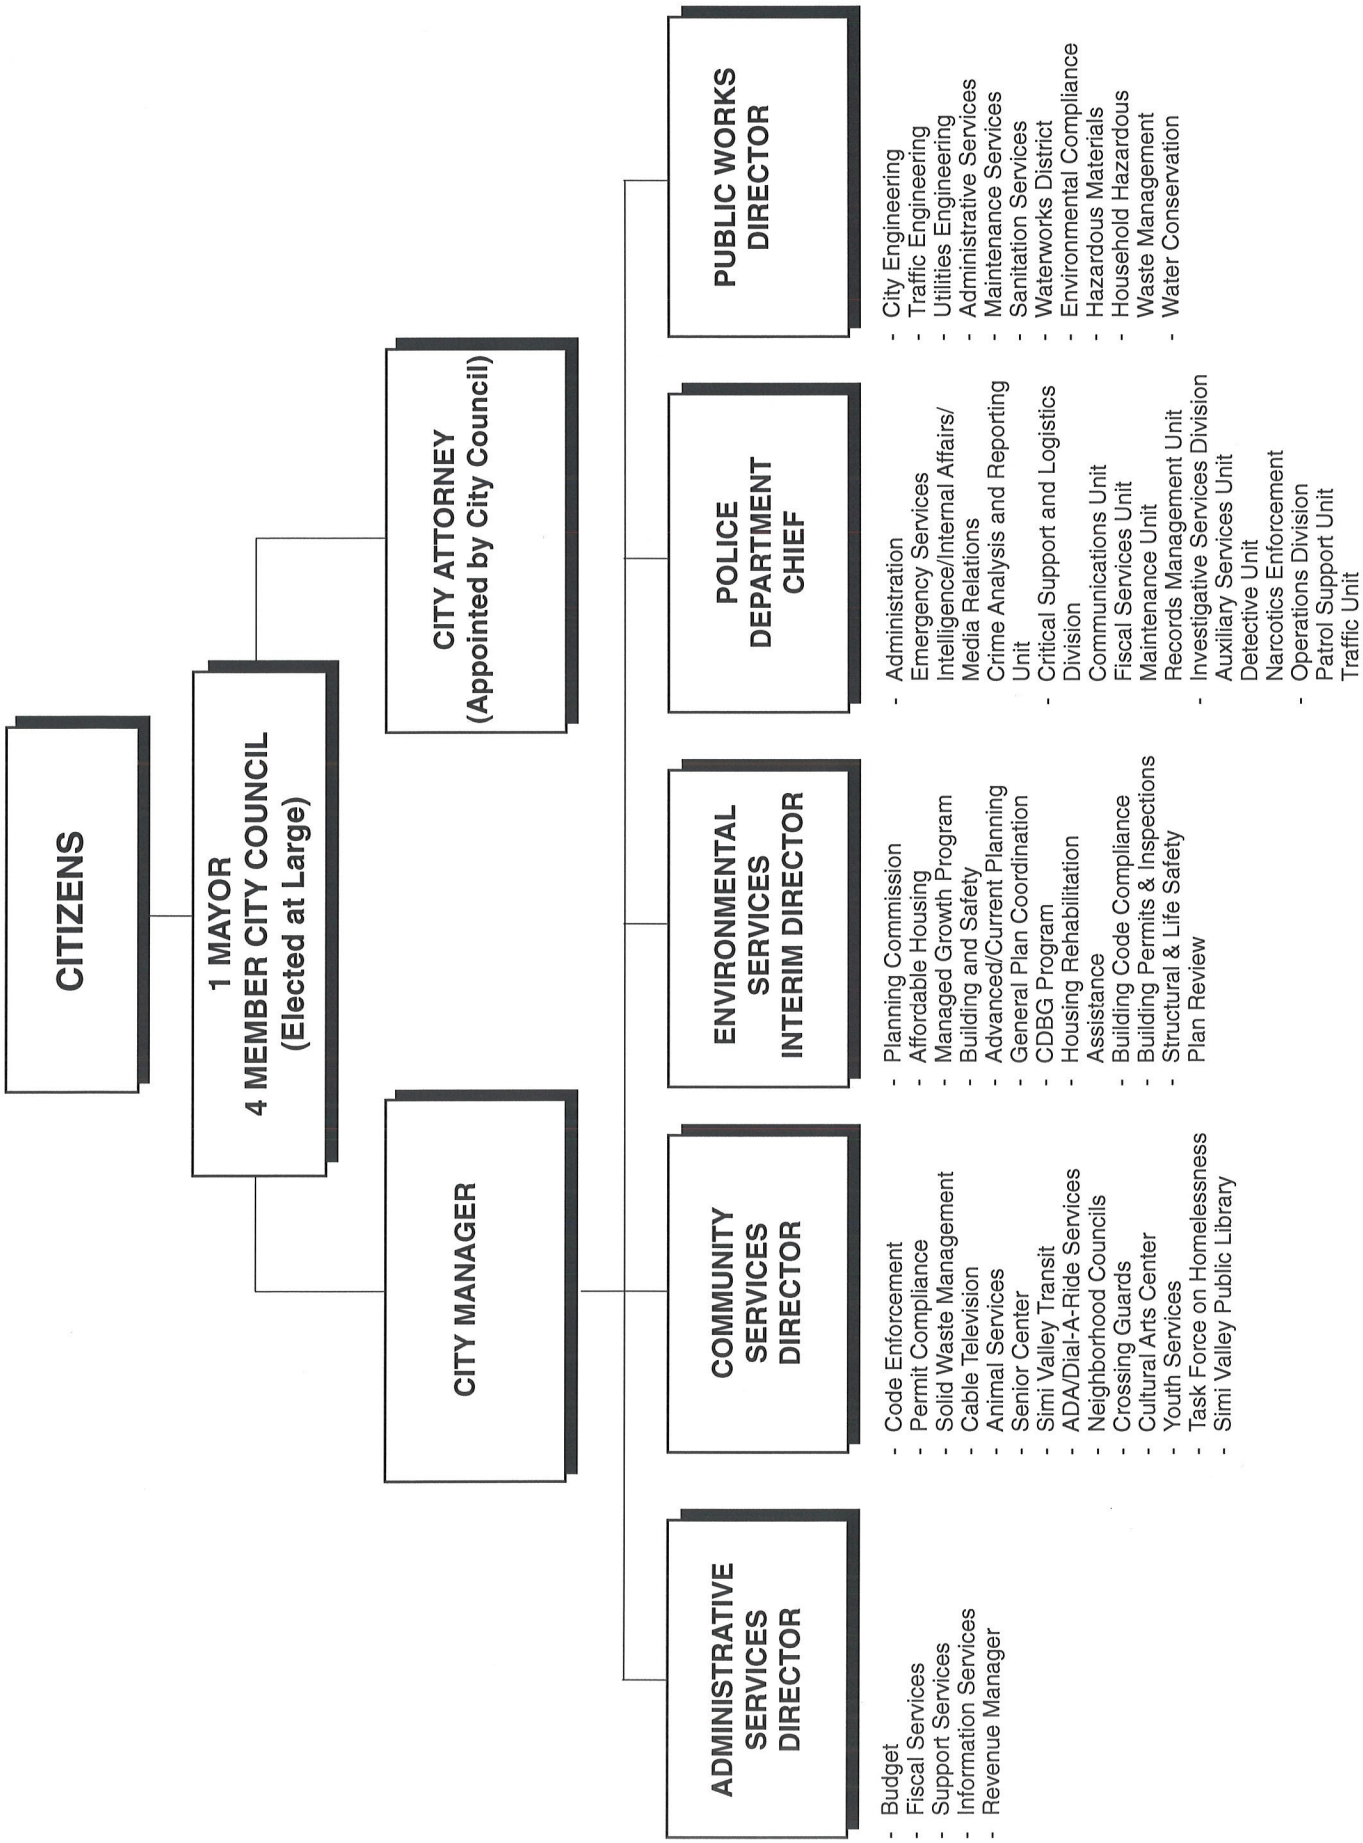 CITIZENS
1 MAYOR
4 MEMBER CITY COUNCIL
(Elected at Large)
CITY MANAGER
CITY ATTORNEY
(Appointed by City Council)
ADMINISTRATIVE
SERVICES
DIRECTOR
- Budget
- Fiscal Services
- Support Services
- Information Services
- Revenue Manager
COMMUNITY
SERVICES
DIRECTOR
- Code Enforcement
- Permit Compliance
- Solid Waste Management
- Cable Television
- Animal Services
- Senior Center
- Simi Valley Transit
- ADA/Dial-A-Ride Services
- Neighborhood Councils
- Crossing Guards
- Cultural Arts Center
- Youth Services
- Task Force on Homelessness
- Simi Valley Public Library
ENVIRONMENTAL
SERVICES
INTERIM DIRECTOR
- Planning Commission
- Affordable Housing
- Managed Growth Program
- Building and Safety
- Advanced/Current Planning
- General Plan Coordination
- CDBG Program
- Housing Rehabilitation
Assistance
- Building Code Compliance
- Building Permits & Inspections
- Structural & Life Safety
- Plan Review
POLICE
DEPARTMENT
CHIEF
- Administration
Emergency Services
Intelligence/Internal Affairs/
Media Relations
Crime Analysis and Reporting
Unit
- Critical Support and Logistics
Division
Communications Unit
Fiscal Services Unit
Maintenance Unit
Records Management Unit
- Investigative Services Division
Auxiliary Services Unit
Detective Unit
Narcotics Enforcement
- Operations Division
Patrol Support Unit
Traffic Unit
PUBLIC WORKS
DIRECTOR
- City Engineering
- Traffic Engineering
- Utilities Engineering
- Administrative Services
- Maintenance Services
- Sanitation Services
- Waterworks District
- Environmental Compliance
- Hazardous Materials
- Household Hazardous
- Waste Management
- Water Conservation